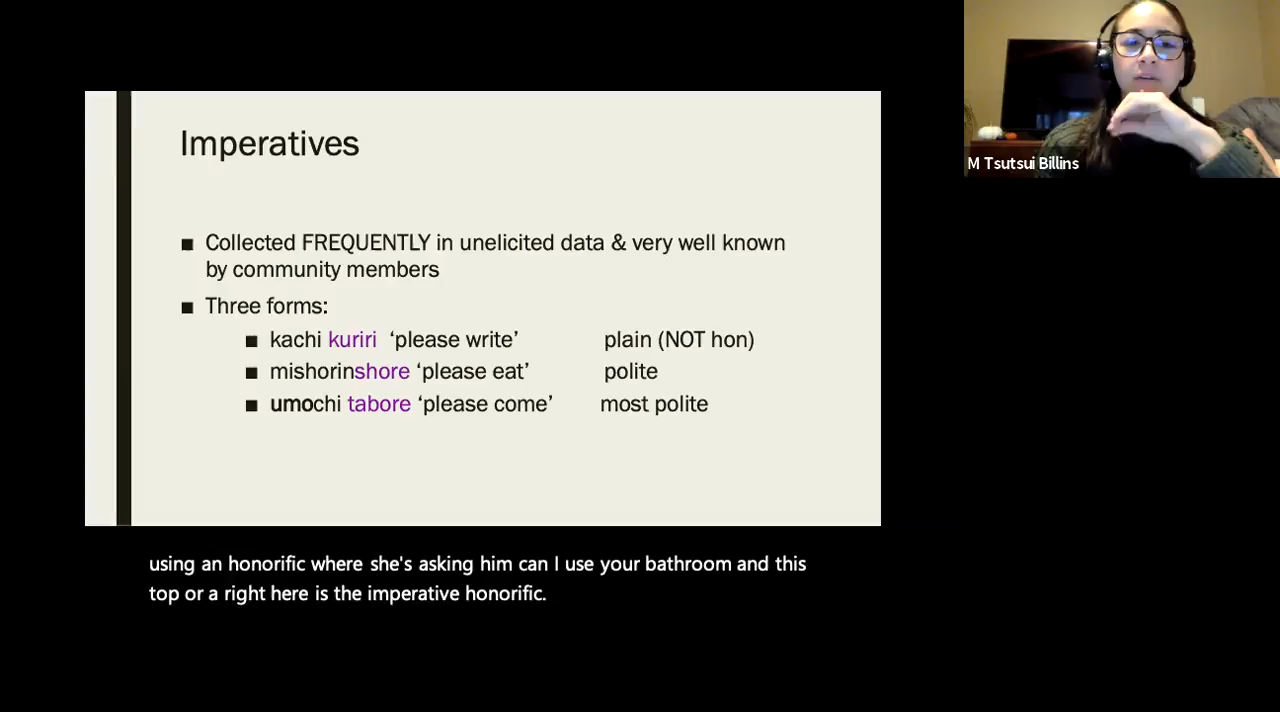 Imperatives
■ Collected FREQUENTLY in unelicited data & very well known
by community members
■ Three forms:
■ kachi kuriri ‘please write’ plain (NOT hon)
■ mishorinshore ‘please eat’ polite
■ umochi tabore ‘please come’ most polite
M Tsutsui Billins
using an honorific where she's asking him can I use your bathroom and this
top or a right here is the imperative honorific.